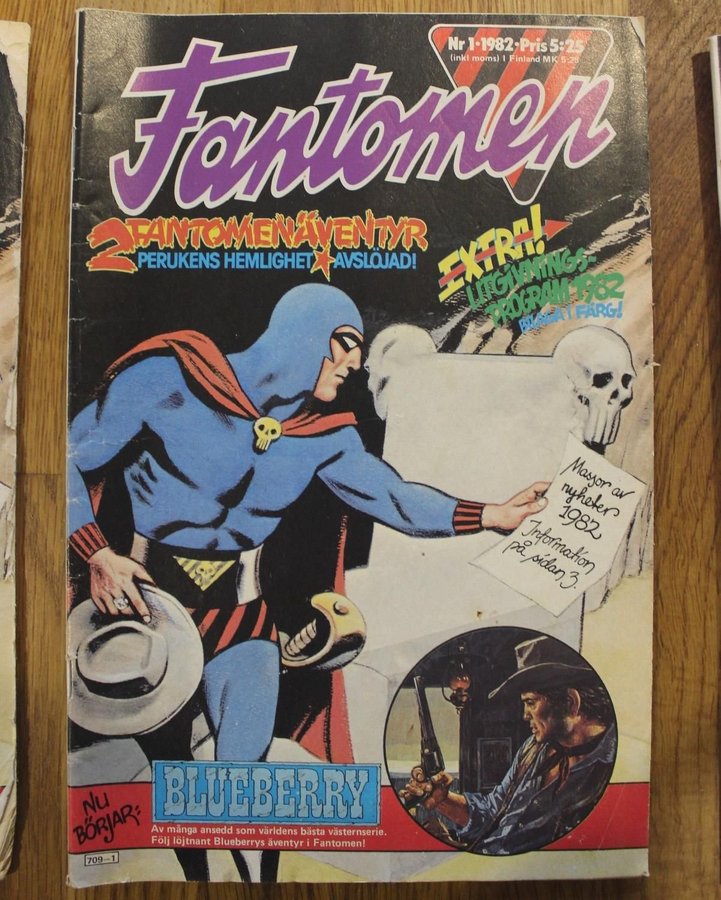 Nr 1·1982·Pris 5:25
(inkl moms) I Finland MK 5:25
Fantomen
2 FANTOMENÄVENTYR
PERUKENS HEMLIGHET★AVSLÖJAD!
EXTRA!
UTGIVNINGS-
PROGRAM 1982
BILAGA I FÄRG!
Massor av
nyheter
1982
Information
på sidan 3.
NU
BÖRJAR:
BLUEBERRY
Av många ansedd som världens bästa västernserie.
Följ löjtnant Blueberrys äventyr i Fantomen!
709–1